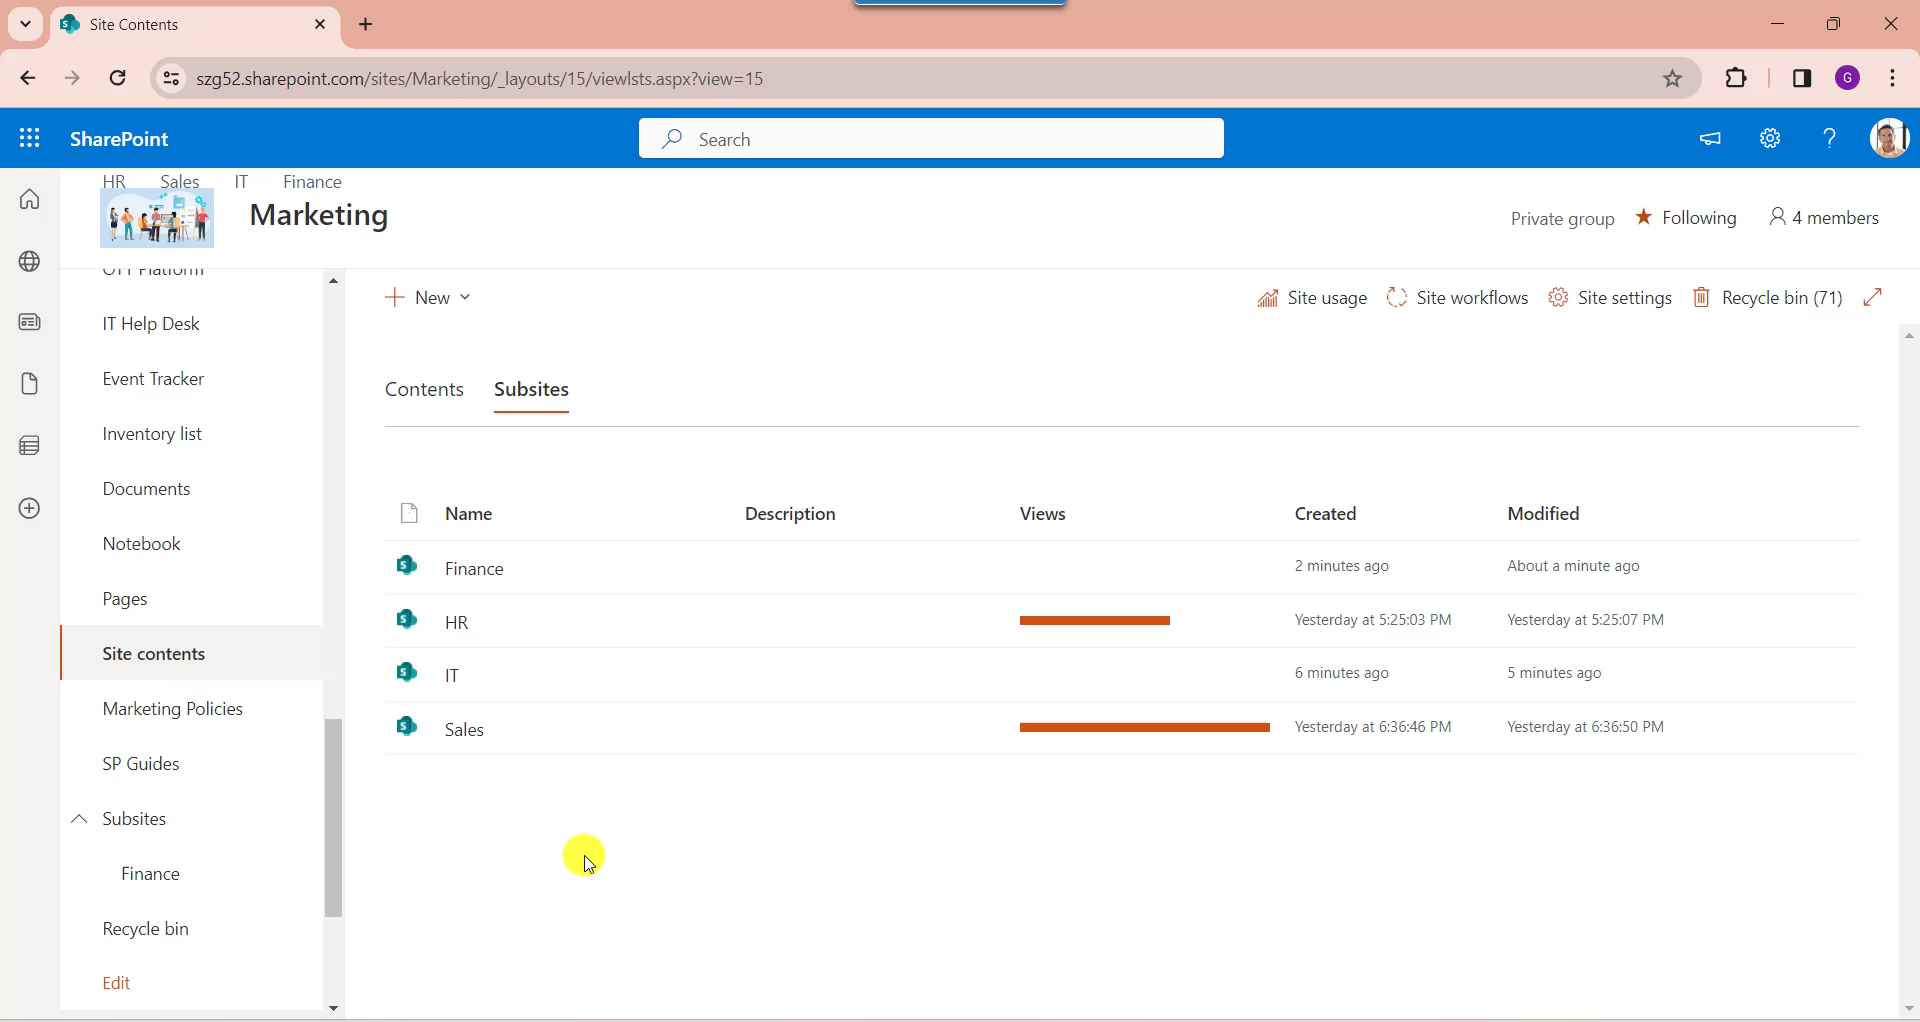 Site Contents
szg52.sharepoint.com/sites/Marketing/_layouts/15/viewlsts.aspx?view=15
G
SharePoint
Search
HR Sales IT Finance
Marketing
Private group
Following
4 members
OTT Platform
IT Help Desk
Event Tracker
Inventory list
Documents
Notebook
Pages
Site contents
Marketing Policies
SP Guides
Subsites
Finance
Recycle bin
Edit
New
Site usage
Site workflows
Site settings
Recycle bin (71)
Contents Subsites
Name Description Views Created Modified
Finance 2 minutes ago About a minute ago
HR Yesterday at 5:25:03 PM Yesterday at 5:25:07 PM
IT 6 minutes ago 5 minutes ago
Sales Yesterday at 6:36:46 PM Yesterday at 6:36:50 PM